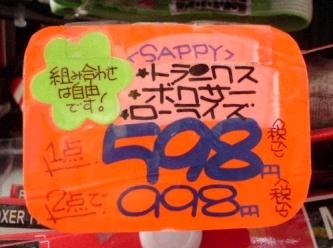 組み合わせ
は自由
です!
<SAPPY>
★トランクス
★ボクサー
★ローライズ
1点
598円(税込)
2点で
998円(税込)
OXER